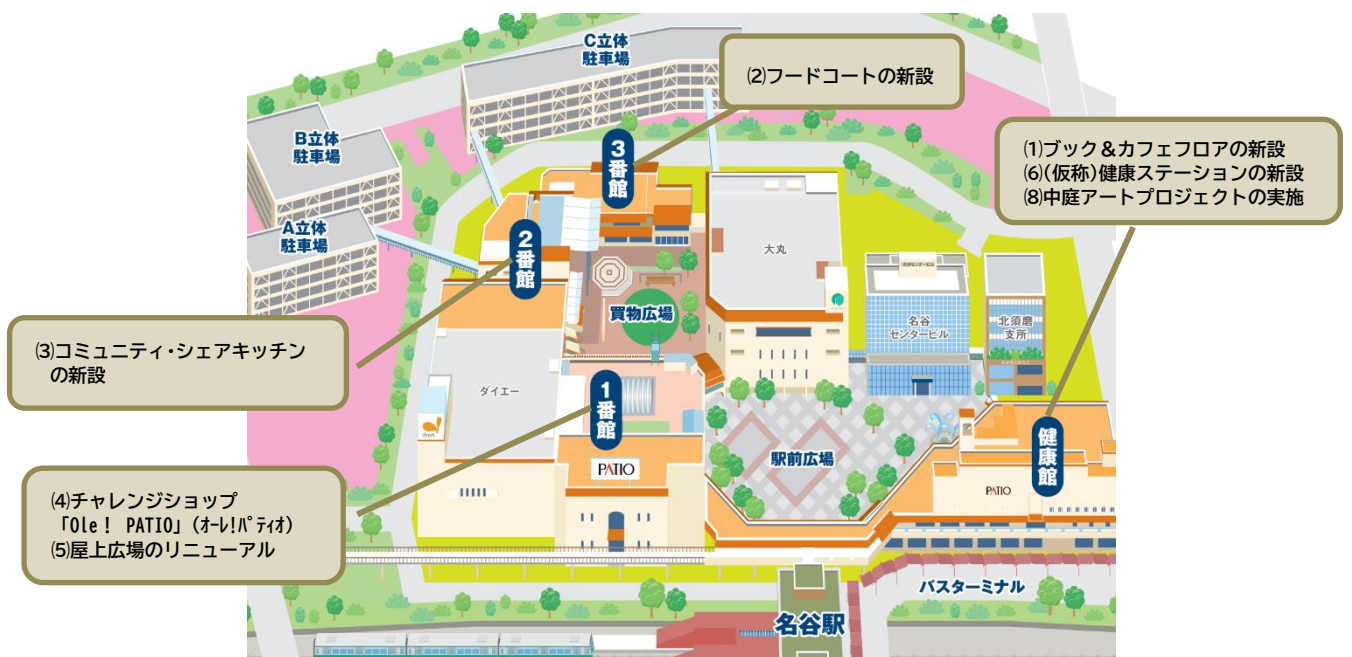 C立体
駐車場
⑵フードコートの新設
B立体
駐車場
3番館
⑴ブック＆カフェフロアの新設
⑹(仮称)健康ステーションの新設
⑻中庭アートプロジェクトの実施
A立体
駐車場
2番館
大丸
買物広場
名谷
センタービル
北須磨
支所
⑶コミュニティ・シェアキッチン
の新設
ダイエー
1番館
PATIO
駅前広場
健康館
PATIO
⑷チャレンジショップ
「Ole！ PATIO」(ｵｰﾚ!ﾊﾟﾃｨｵ)
⑸屋上広場のリニューアル
バスターミナル
名谷駅